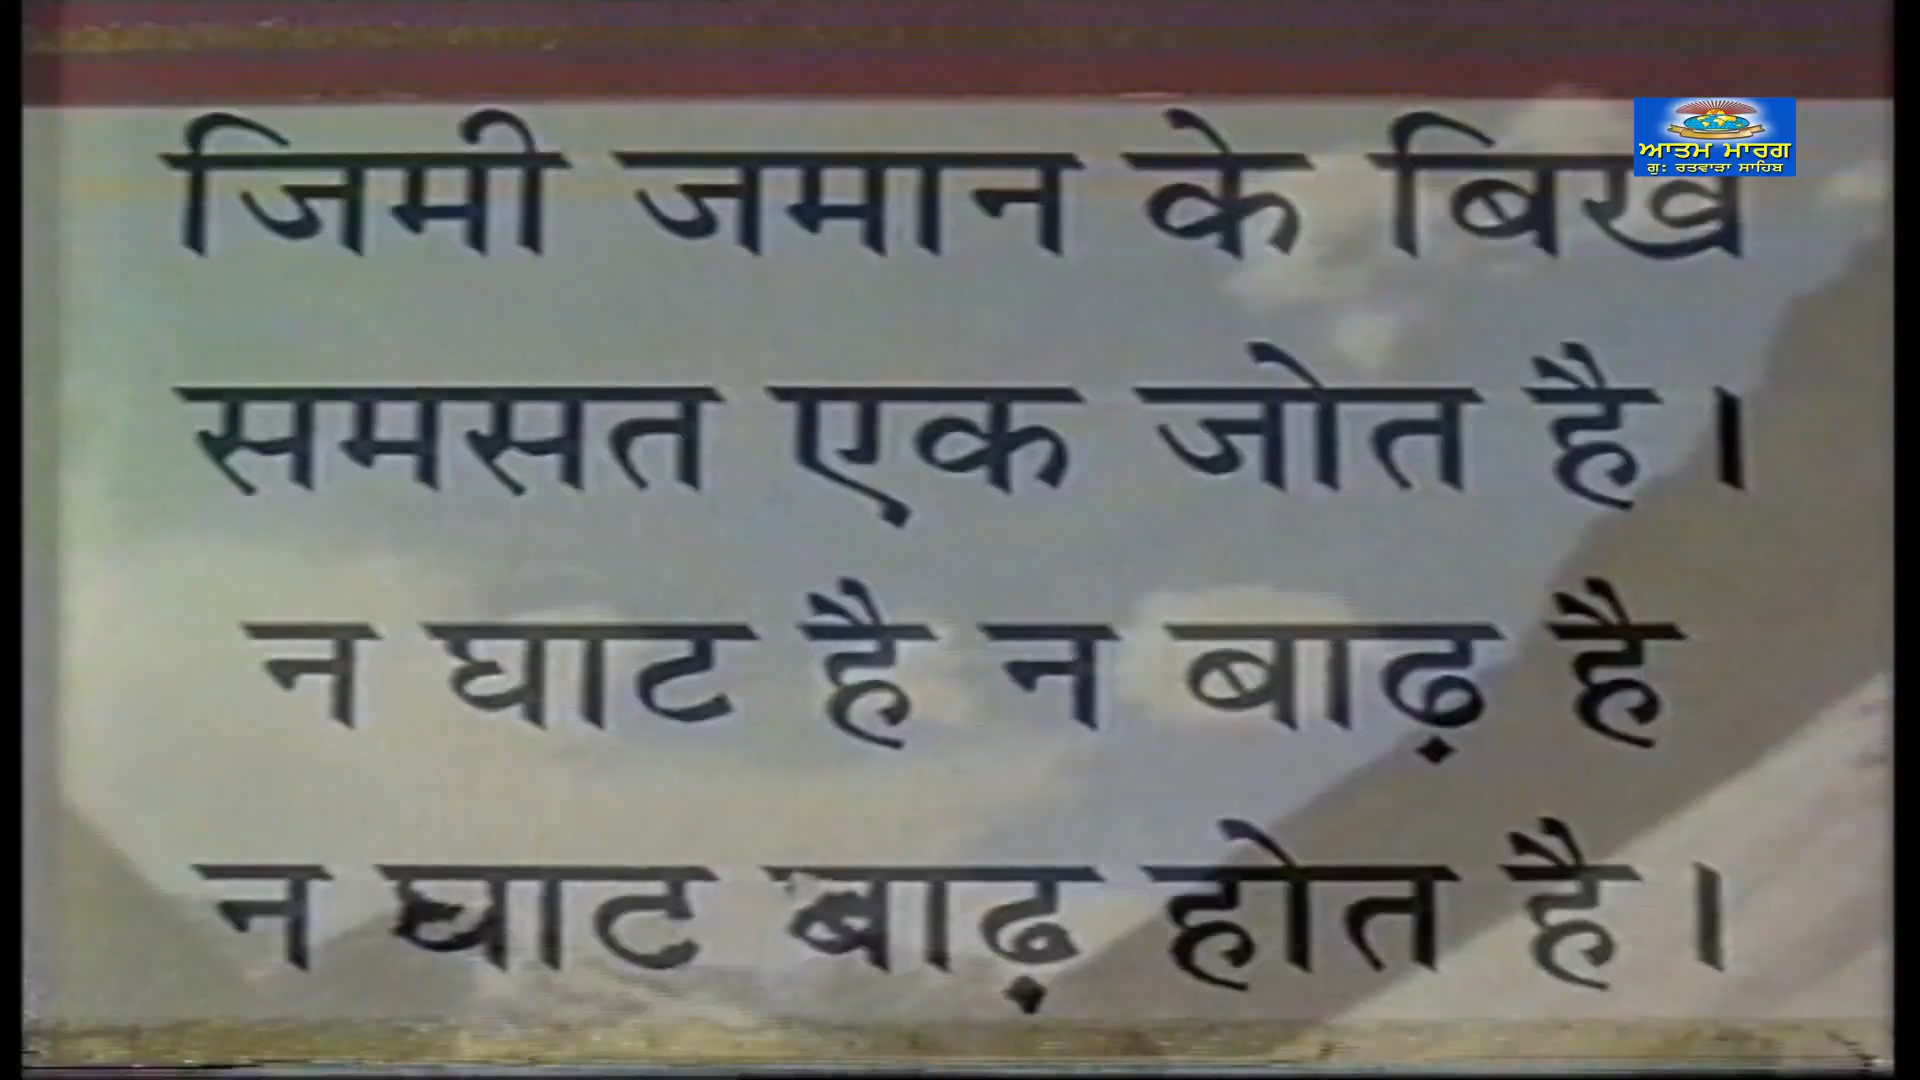 जिमी जमान के बिख
ਆਤਮ ਮਾਰਗ
ਗੁ: ਰਤਵਾੜਾ ਸਾਹਿਬ
समसत एक जोत है ।
न घाट है न बाढ़ है
न घाट बाढ़ होत है ।